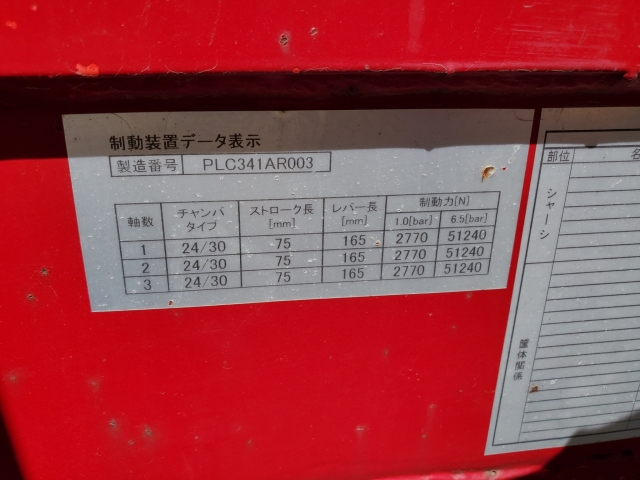 制動装置データ表示
製造番号 PLC341AR003
軸数 チャンバタイプ ストローク長[mm] レバー長[mm] 制動力[N]
1.0[bar] 6.5[bar]
1 24/30 75 165 2770 51240
2 24/30 75 165 2770 51240
3 24/30 75 165 2770 51240
部位 名
シャーシ
筐体関係